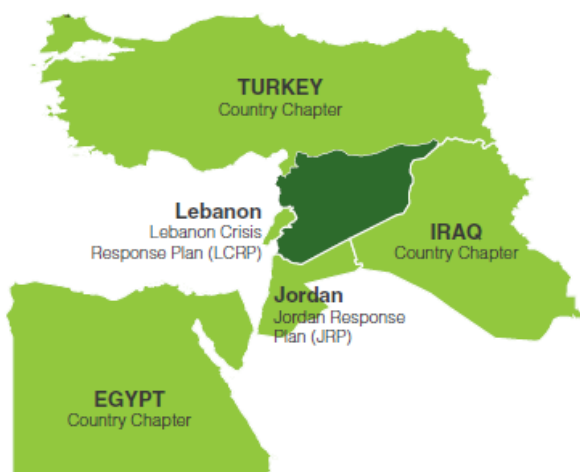 TURKEY
Country Chapter
Lebanon
Lebanon Crisis
Response Plan (LCRP)
IRAQ
Country Chapter
Jordan
Jordan Response
Plan (JRP)
EGYPT
Country Chapter